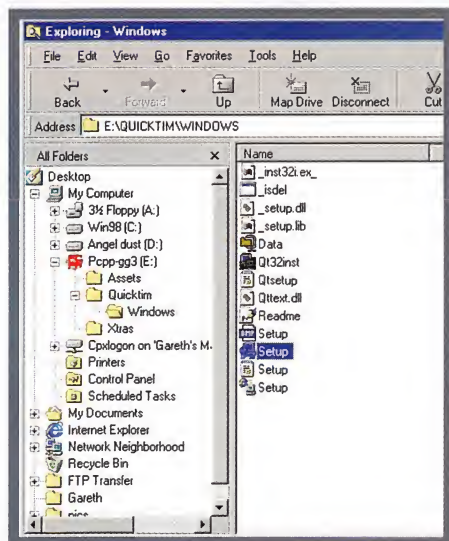 Exploring - Windows
File Edit View Go Favorites Tools Help
Back Forward Up Map Drive Disconnect Cut
Address E:\QUICKTIM\WINDOWS
All Folders x
Desktop
My Computer
3½ Floppy (A:)
Win98 (C:)
Angel dust (D:)
Pcpp-gg3 (E:)
Assets
Quicktim
Windows
Xtras
Cpxlogon on 'Gareth's M
Printers
Control Panel
Scheduled Tasks
My Documents
Internet Explorer
Network Neighborhood
Recycle Bin
FTP Transfer
Gareth
pics
Name
_inst32i.ex_
_isdel
_setup.dll
_setup.lib
Data
Qt32inst
Qtsetup
Qttext.dll
Readme
Setup
Setup
Setup
Setup